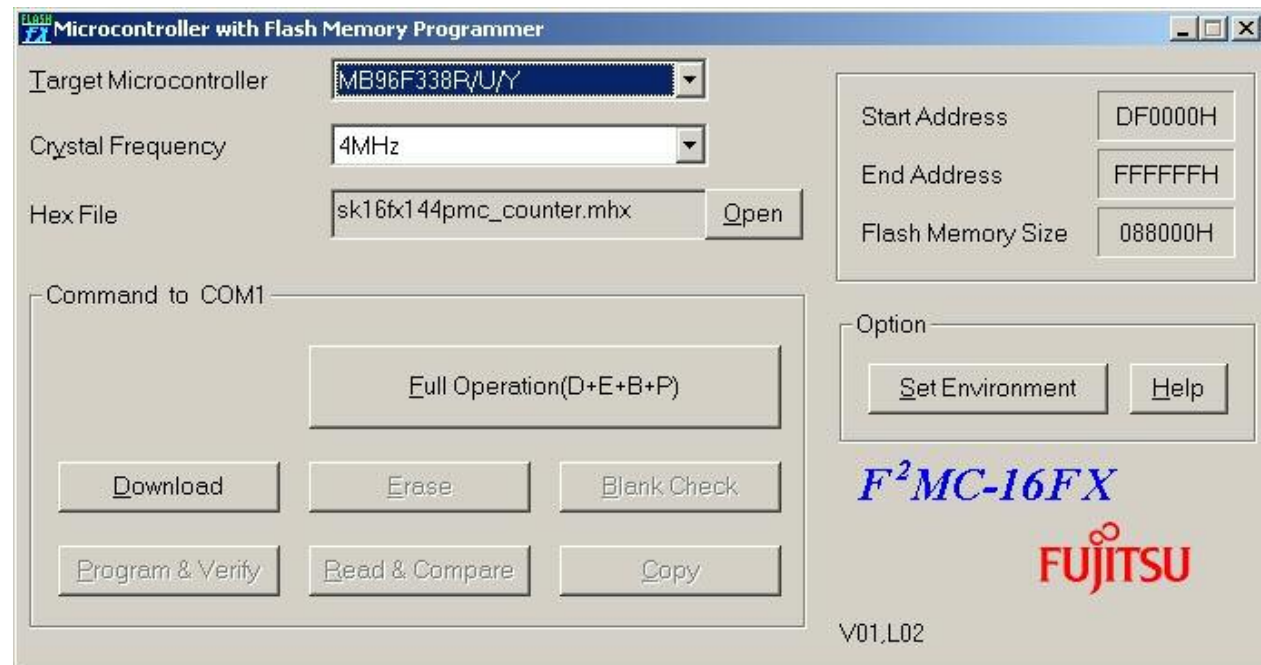 FLASH
FX Microcontroller with Flash Memory Programmer
Target Microcontroller MB96F338R/U/Y
Crystal Frequency 4MHz
Hex File sk16fx144pmc_counter.mhx Open
Start Address DF0000H
End Address FFFFFFH
Flash Memory Size 088000H
Command to COM1
Full Operation(D+E+B+P)
Download Erase Blank Check
Program & Verify Read & Compare Copy
Option
Set Environment Help
F²MC-16FX
FUJITSU
V01,L02